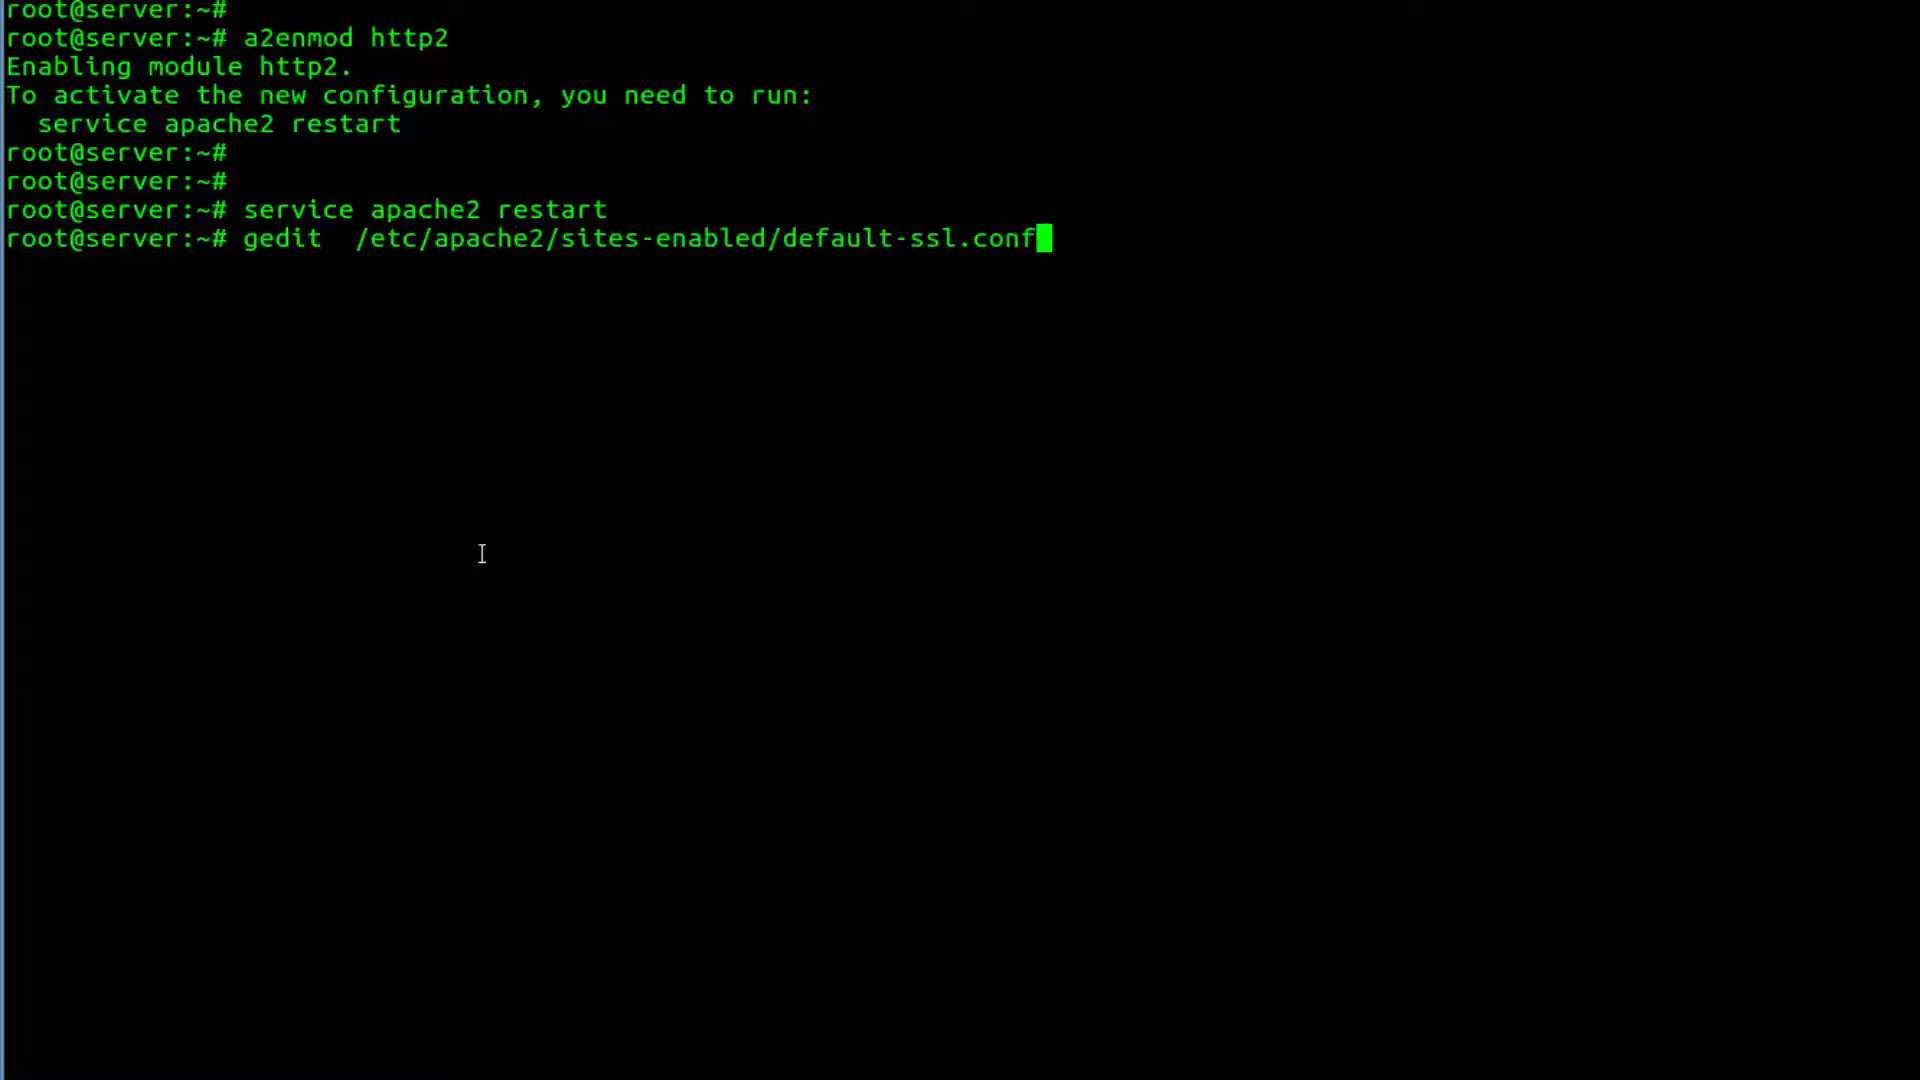 root@server:~#
root@server:~# a2enmod http2
Enabling module http2.
To activate the new configuration, you need to run:
  service apache2 restart
root@server:~#
root@server:~#
root@server:~# service apache2 restart
root@server:~# gedit  /etc/apache2/sites-enabled/default-ssl.conf